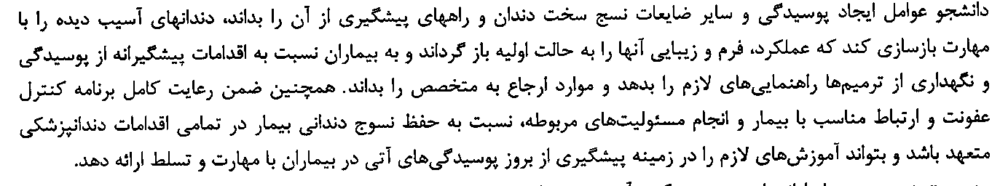 دانشجو عوامل ایجاد پوسیدگی و سایر ضایعات نسج سخت دندان و راههای پیشگیری از آن را بداند، دندانهای آسیب دیده را با
مهارت بازسازی کند که عملکرد، فرم و زیبایی آنها را به حالت اولیه باز گرداند و به بیماران نسبت به اقدامات پیشگیرانه از پوسیدگی
و نگهداری از ترمیم‌ها راهنمایی‌های لازم را بدهد و موارد ارجاع به متخصص را بداند. همچنین ضمن رعایت کامل برنامه کنترل
عفونت و ارتباط مناسب با بیمار و انجام مسئولیت‌های مربوطه، نسبت به حفظ نسوج دندانی بیمار در تمامی اقدامات دندانپزشکی
متعهد باشد و بتواند آموزش‌های لازم را در زمینه پیشگیری از بروز پوسیدگی‌های آتی در بیماران با مهارت و تسلط ارائه دهد.